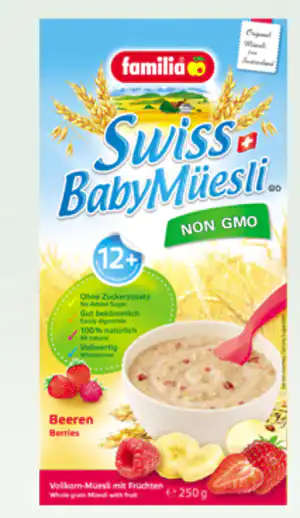 familia
Original
Müesli
from
Switzerland
Swiss
BabyMüesli
NON GMO
12+
Ohne Zuckerzusatz
No Added Sugar
Gut bekömmlich
Easily digestible
100% natürlich
All natural
Vollwertig
Wholesome
Beeren
Berries
Vollkorn-Müesli mit Früchten
Whole grain Müesli with fruit
e 250 g